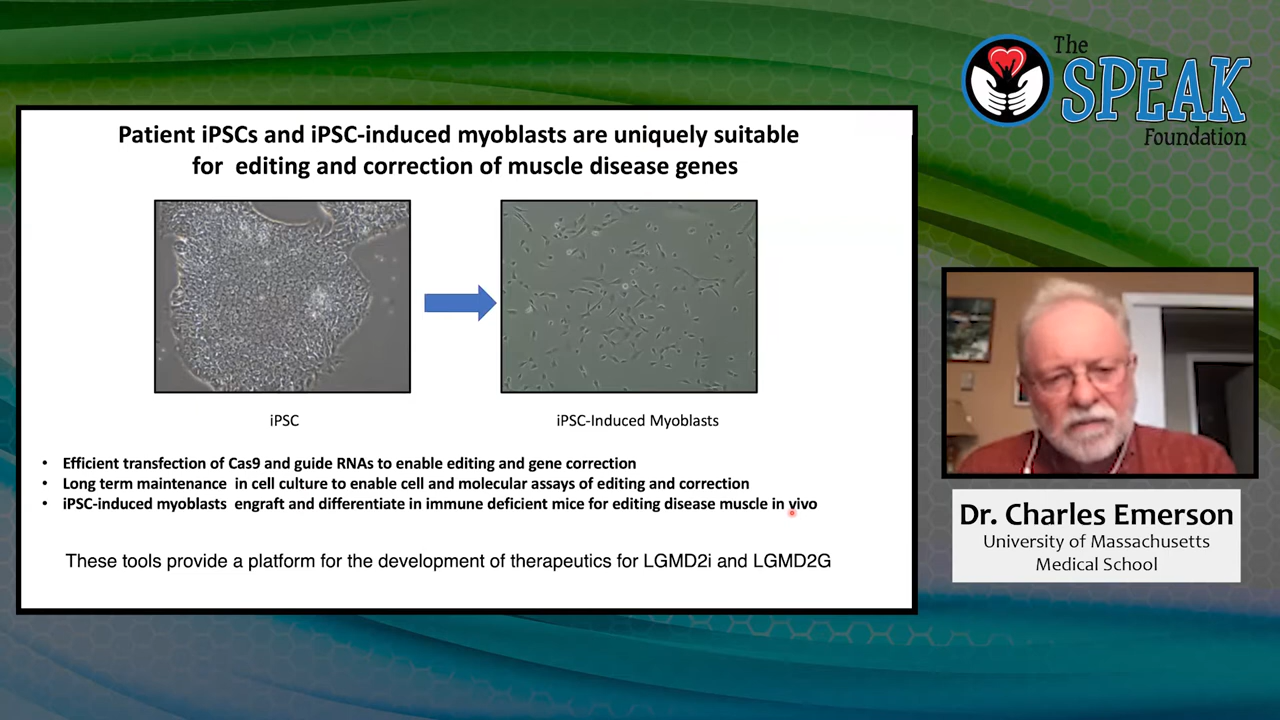 The
SPEAK
Foundation
Patient iPSCs and iPSC-induced myoblasts are uniquely suitable
for editing and correction of muscle disease genes
iPSC
iPSC-Induced Myoblasts
• Efficient transfection of Cas9 and guide RNAs to enable editing and gene correction
• Long term maintenance in cell culture to enable cell and molecular assays of editing and correction
• iPSC-induced myoblasts engraft and differentiate in immune deficient mice for editing disease muscle in vivo
These tools provide a platform for the development of therapeutics for LGMD2i and LGMD2G
Dr. Charles Emerson
University of Massachusetts
Medical School